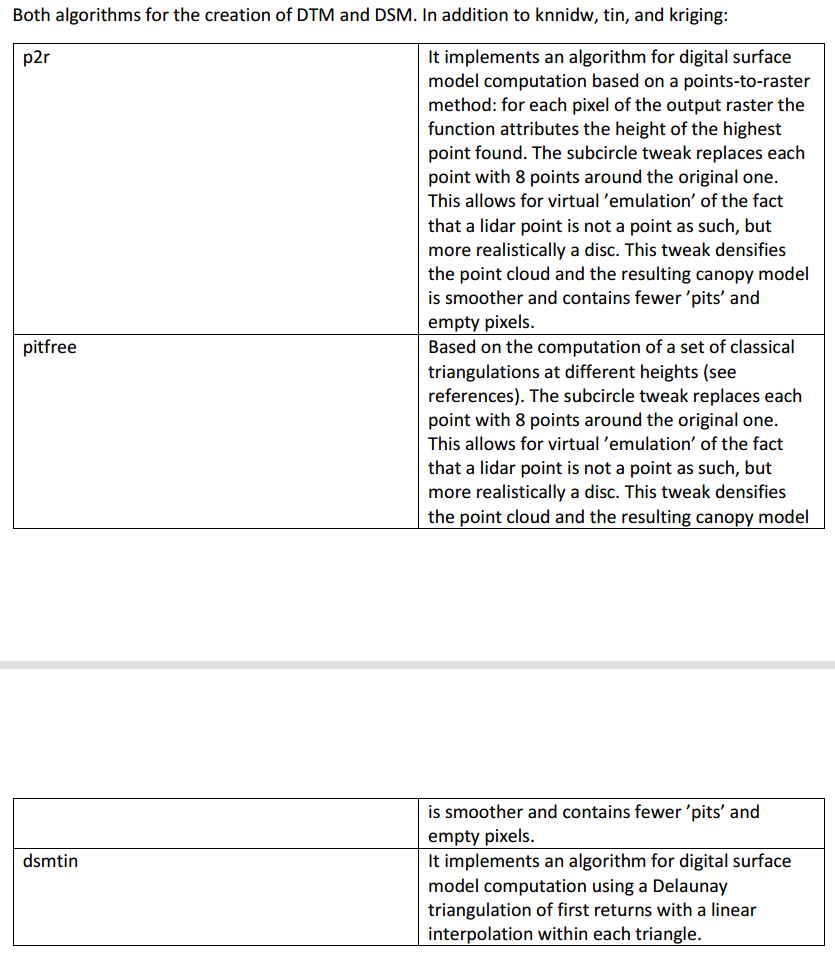 Both algorithms for the creation of DTM and DSM. In addition to knnidw, tin, and kriging:
p2r
It implements an algorithm for digital surface
model computation based on a points-to-raster
method: for each pixel of the output raster the
function attributes the height of the highest
point found. The subcircle tweak replaces each
point with 8 points around the original one.
This allows for virtual ’emulation’ of the fact
that a lidar point is not a point as such, but
more realistically a disc. This tweak densifies
the point cloud and the resulting canopy model
is smoother and contains fewer ’pits’ and
empty pixels.
pitfree
Based on the computation of a set of classical
triangulations at different heights (see
references). The subcircle tweak replaces each
point with 8 points around the original one.
This allows for virtual ’emulation’ of the fact
that a lidar point is not a point as such, but
more realistically a disc. This tweak densifies
the point cloud and the resulting canopy model
is smoother and contains fewer ’pits’ and
empty pixels.
dsmtin
It implements an algorithm for digital surface
model computation using a Delaunay
triangulation of first returns with a linear
interpolation within each triangle.